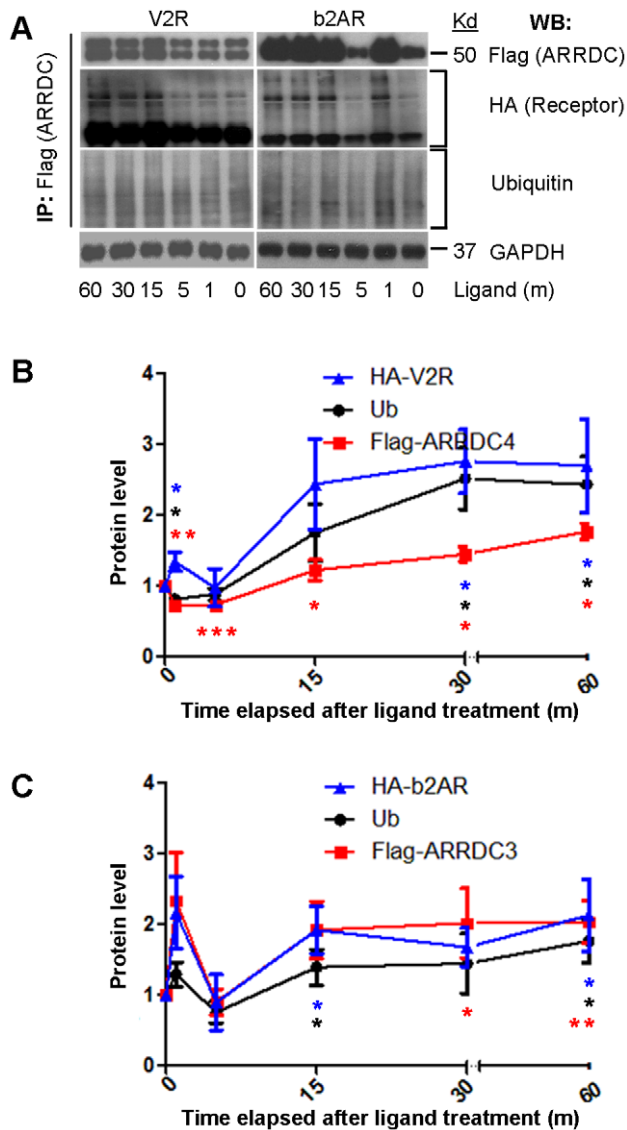 A
V2R
b2AR
Kd
WB:
IP: Flag (ARRDC)
50 Flag (ARRDC)
HA (Receptor)
Ubiquitin
37 GAPDH
60 30 15 5 1 0 60 30 15 5 1 0 Ligand (m)
B
HA-V2R
Ub
Flag-ARRDC4
Protein level
4
3
2
1
0
*
*
**
***
*
*
*
*
*
*
*
0 15 30 60
Time elapsed after ligand treatment (m)
C
HA-b2AR
Ub
Flag-ARRDC3
Protein level
4
3
2
1
0
*
*
*
*
*
**
0 15 30 60
Time elapsed after ligand treatment (m)